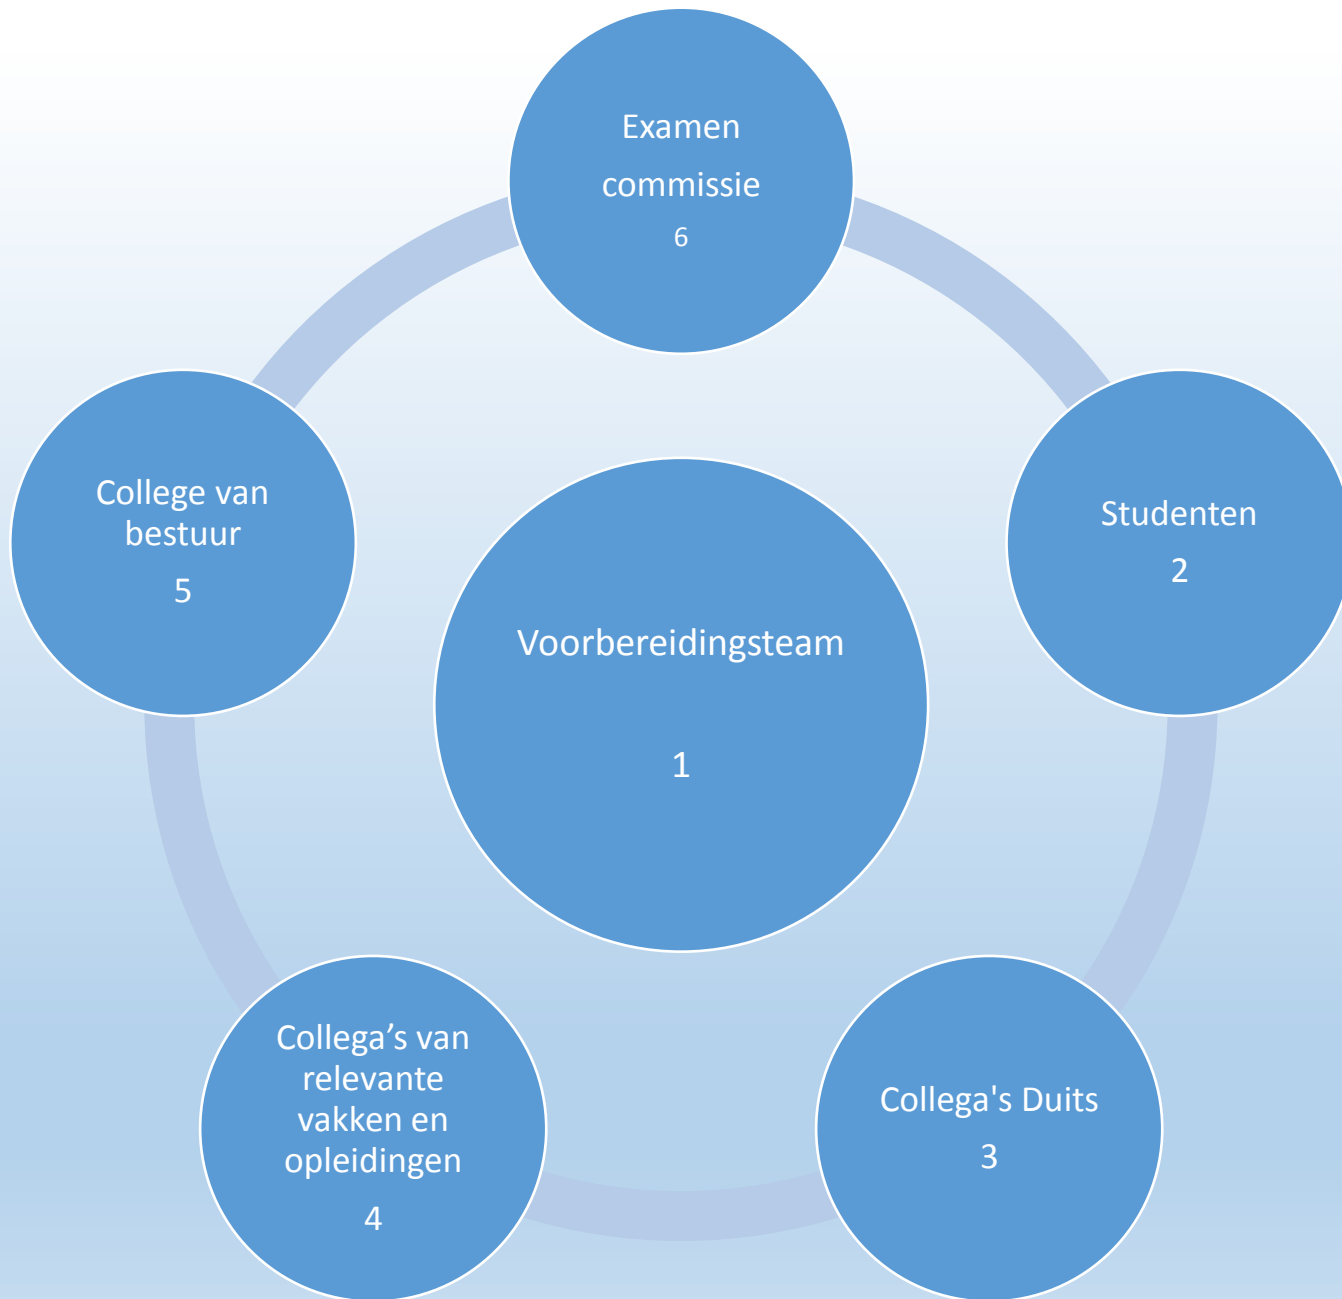 Examen
commissie
6
Studenten
2
Collega's Duits
3
Collega’s van
relevante
vakken en
opleidingen
4
College van
bestuur
5
Voorbereidingsteam
1